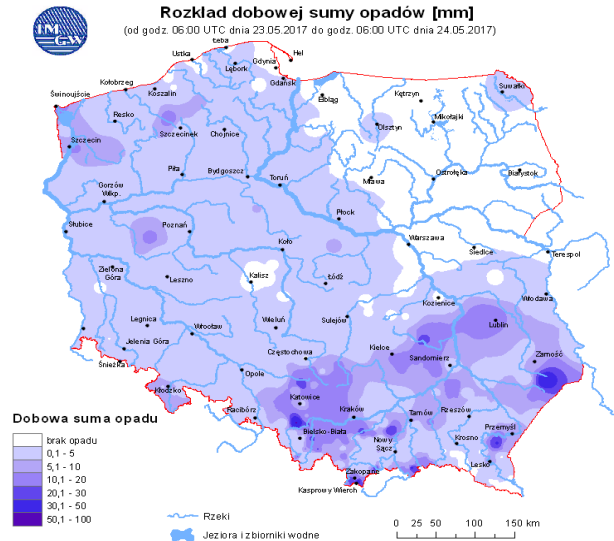 IMGW
Rozkład dobowej sumy opadów [mm]
(od godz. 06:00 UTC dnia 23.05.2017 do godz. 06:00 UTC dnia 24.05.2017)
Łeba
Hel
Ustka
Gdynia
Lębork
Gdańsk
Suwałki
Kołobrzeg
Koszalin
Świnoujście
Elbląg
Kętrzyn
Resko
Mikołajki
Olsztyn
Szczecinek
Chojnice
Szczecin
Piła
Bydgoszcz
Toruń
Mława
Ostrołęka
Białystok
Gorzów
Wlkp.
Płock
Słubice
Poznań
Koło
Warszawa
Siedlce
Terespol
Zielona
Góra
Leszno
Kalisz
Łódź
Kozienice
Włodawa
Legnica
Wrocław
Wieluń
Sulejów
Lublin
Jelenia Góra
Kielce
Śnieżka
Częstochowa
Sandomierz
Zamość
Kłodzko
Opole
Katowice
Racibórz
Kraków
Tarnów
Rzeszów
Przemyśl
Bielsko-Biała
Nowy
Sącz
Krosno
Lesko
Zakopane
Kasprowy Wierch
Dobowa suma opadu
brak opadu
0,1 - 5
5,1 - 10
10,1 - 20
20,1 - 30
30,1 - 50
50,1 - 100
Rzeki
Jeziora i zbiorniki wodne
0 25 50 100 150 km